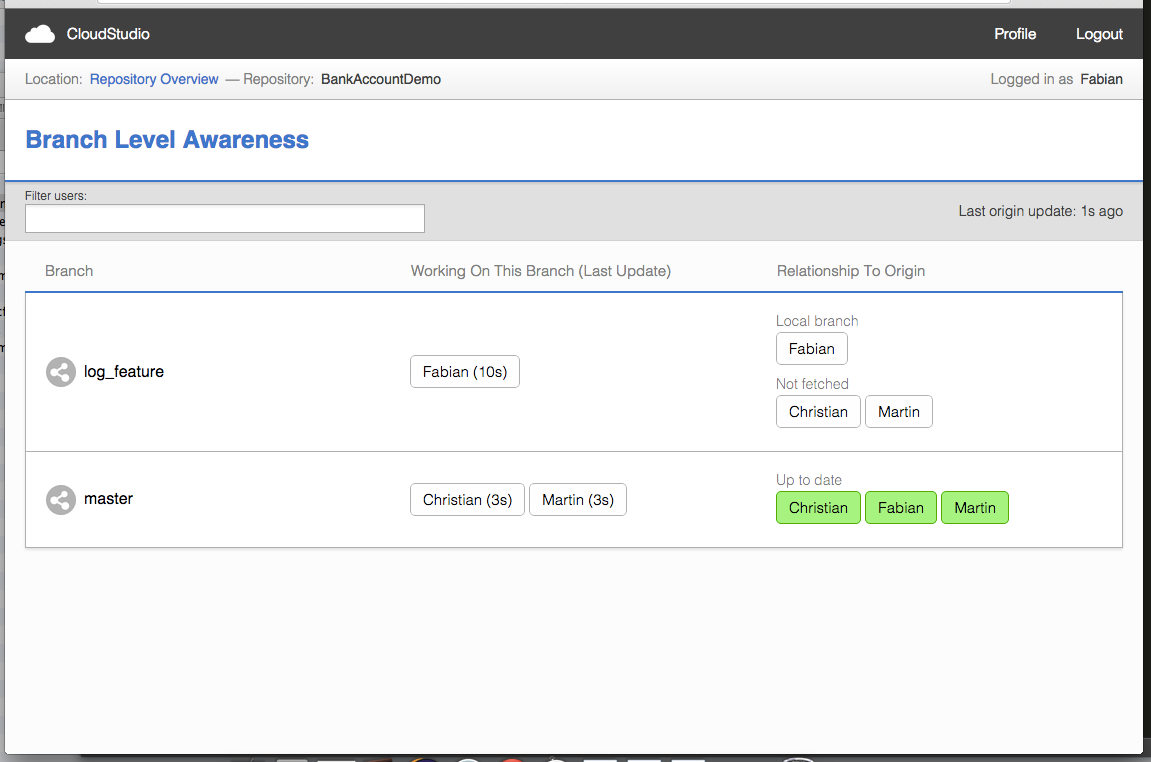 CloudStudio Profile Logout
Location: Repository Overview — Repository: BankAccountDemo Logged in as Fabian
Branch Level Awareness
Filter users:
Last origin update: 1s ago
Branch Working On This Branch (Last Update) Relationship To Origin
Local branch
log_feature Fabian (10s) Fabian
Not fetched
Christian Martin
Up to date
master Christian (3s) Martin (3s) Christian Fabian Martin